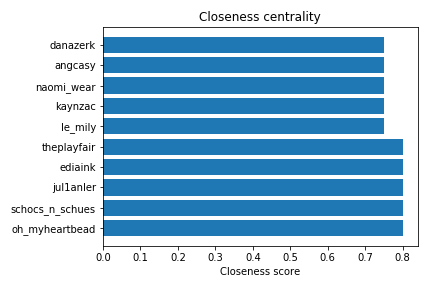 Closeness centrality
danazerk
angcasy
naomi_wear
kaynzac
le_mily
theplayfair
ediaink
jul1anler
schocs_n_schues
oh_myheartbead
0.0 0.1 0.2 0.3 0.4 0.5 0.6 0.7 0.8
Closeness score